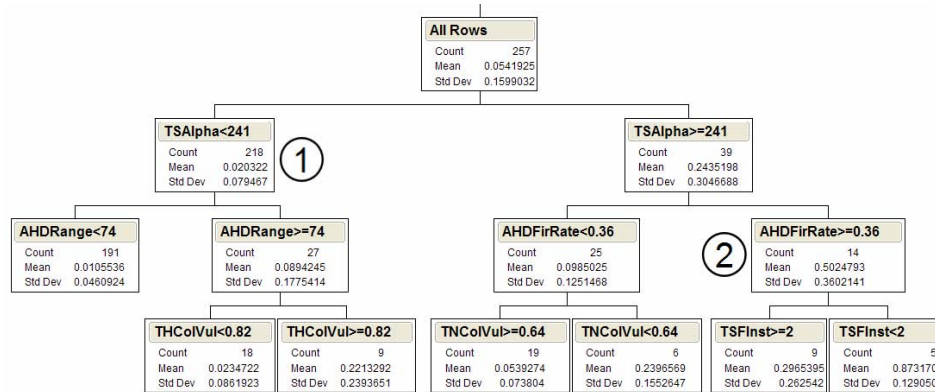 All Rows
Count 257
Mean 0.0541925
Std Dev 0.1599032
TSAlpha<241
Count 218
Mean 0.020322
Std Dev 0.079467
1
TSAlpha>=241
Count 39
Mean 0.2435198
Std Dev 0.3046688
AHDRange<74
Count 191
Mean 0.0105536
Std Dev 0.0460924
AHDRange>=74
Count 27
Mean 0.0894245
Std Dev 0.1775414
AHDFirRate<0.36
Count 25
Mean 0.0985025
Std Dev 0.1251468
2
AHDFirRate>=0.36
Count 14
Mean 0.5024793
Std Dev 0.3602141
THColVul<0.82
Count 18
Mean 0.0234722
Std Dev 0.0861923
THColVul>=0.82
Count 9
Mean 0.2213292
Std Dev 0.2393651
TNColVul>=0.64
Count 19
Mean 0.0539274
Std Dev 0.073804
TNColVul<0.64
Count 6
Mean 0.2396569
Std Dev 0.1552647
TSFInst>=2
Count 9
Mean 0.2965395
Std Dev 0.262542
TSFInst<2
Count 5
Mean 0.873170
Std Dev 0.129050